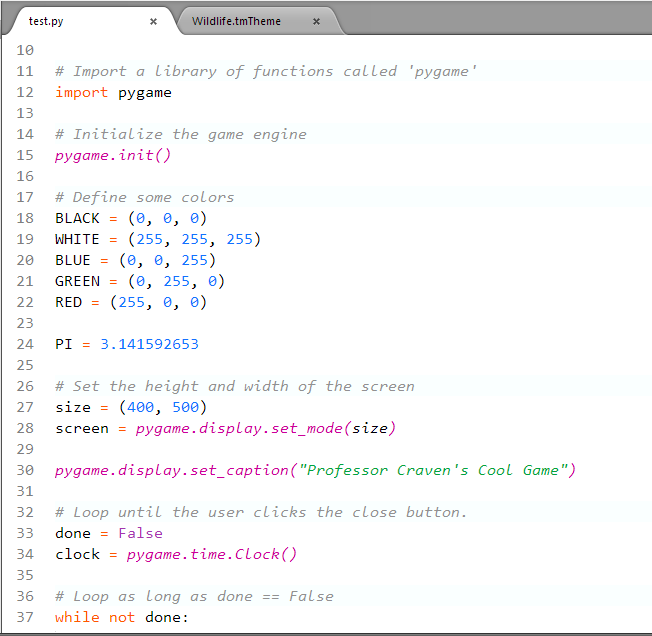 test.py × Wildlife.tmTheme ×
10
11 # Import a library of functions called 'pygame'
12 import pygame
13
14 # Initialize the game engine
15 pygame.init()
16
17 # Define some colors
18 BLACK = (0, 0, 0)
19 WHITE = (255, 255, 255)
20 BLUE = (0, 0, 255)
21 GREEN = (0, 255, 0)
22 RED = (255, 0, 0)
23
24 PI = 3.141592653
25
26 # Set the height and width of the screen
27 size = (400, 500)
28 screen = pygame.display.set_mode(size)
29
30 pygame.display.set_caption("Professor Craven's Cool Game")
31
32 # Loop until the user clicks the close button.
33 done = False
34 clock = pygame.time.Clock()
35
36 # Loop as long as done == False
37 while not done: